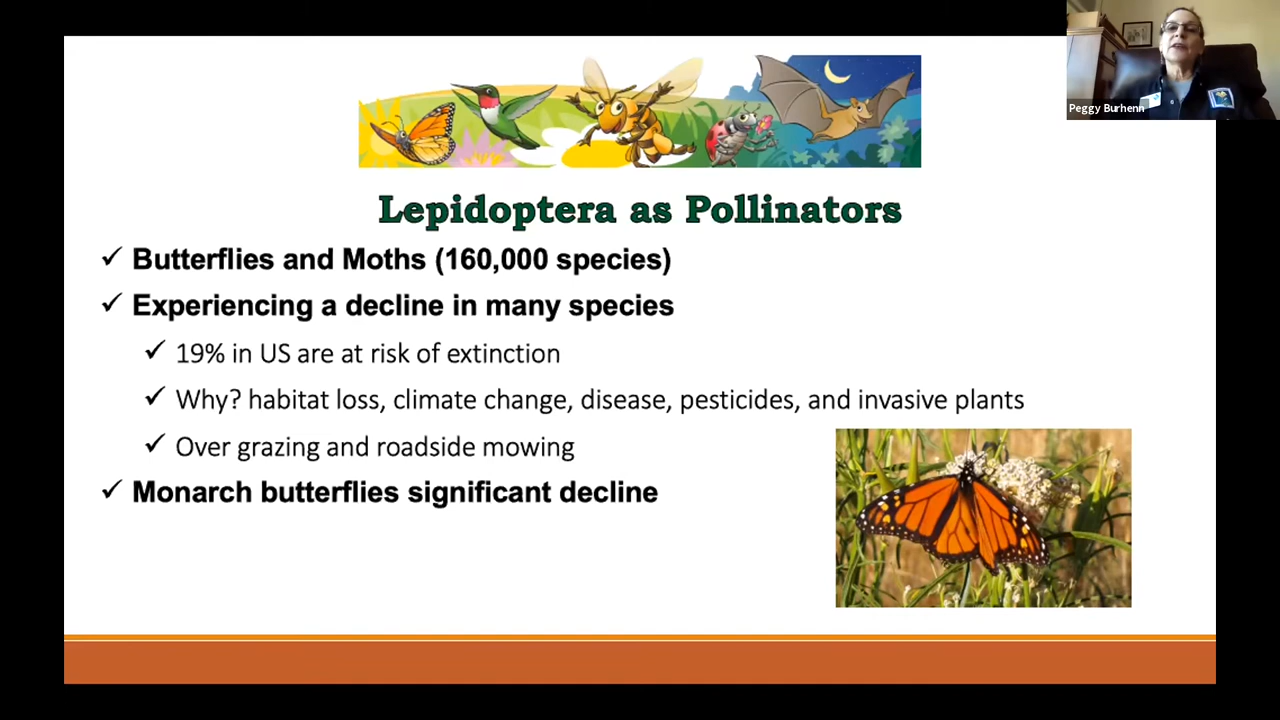 Peggy Burhenn
Lepidoptera as Pollinators
✓ Butterflies and Moths (160,000 species)
✓ Experiencing a decline in many species
✓ 19% in US are at risk of extinction
✓ Why? habitat loss, climate change, disease, pesticides, and invasive plants
✓ Over grazing and roadside mowing
✓ Monarch butterflies significant decline